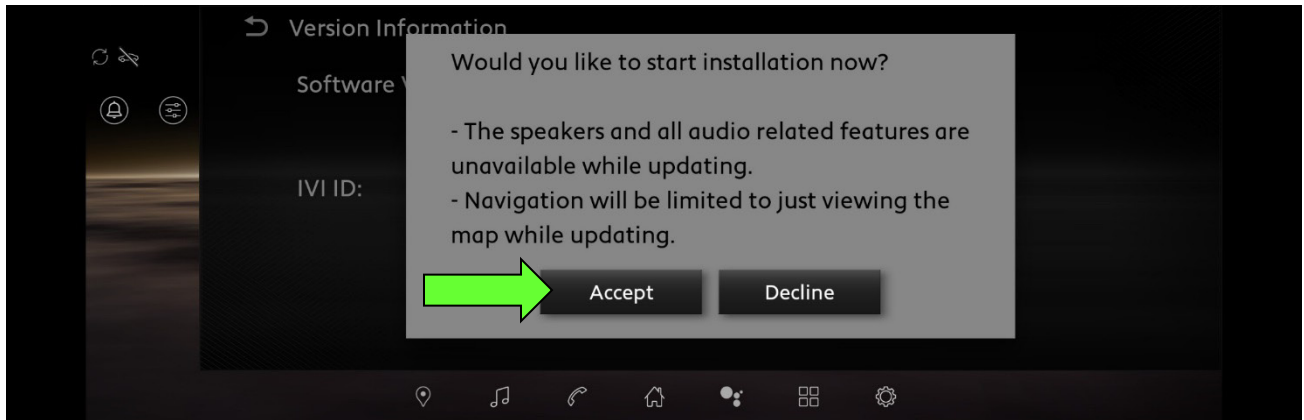 Version Information
Software V
IVI ID:
Would you like to start installation now?
- The speakers and all audio related features are
unavailable while updating.
- Navigation will be limited to just viewing the
map while updating.
Accept
Decline